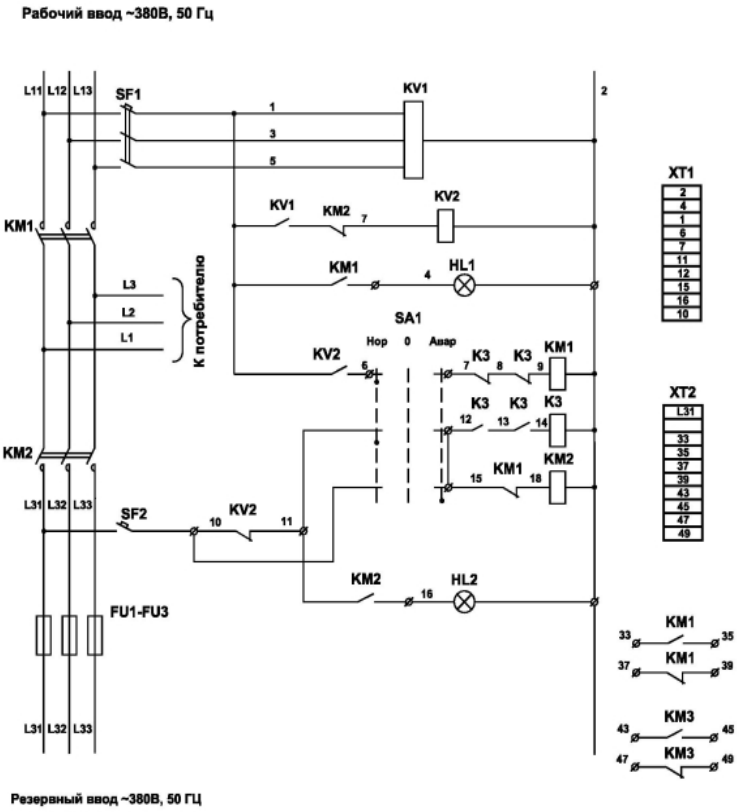 Рабочий ввод ~380В, 50 Гц
L11 L12 L13
SF1
1
3
5
KV1
2
KM1
KV1
KM2
7
KV2
KM1
4
HL1
L3
L2
L1
К потребителю
SA1
Нор 0 Авар
KV2
6
7
K3
8
K3
9
KM1
12
K3
13
K3
14
K3
KM2
15
KM1
18
KM2
L31 L32 L33
SF2
10
KV2
11
KM2
16
HL2
FU1-FU3
L31 L32 L33
XT1
2
4
1
6
7
11
12
15
16
10
XT2
L31
33
35
37
39
43
45
47
49
33
KM1
35
37
KM1
39
43
KM3
45
47
KM3
49
Резервный ввод ~380В, 50 ГЦ